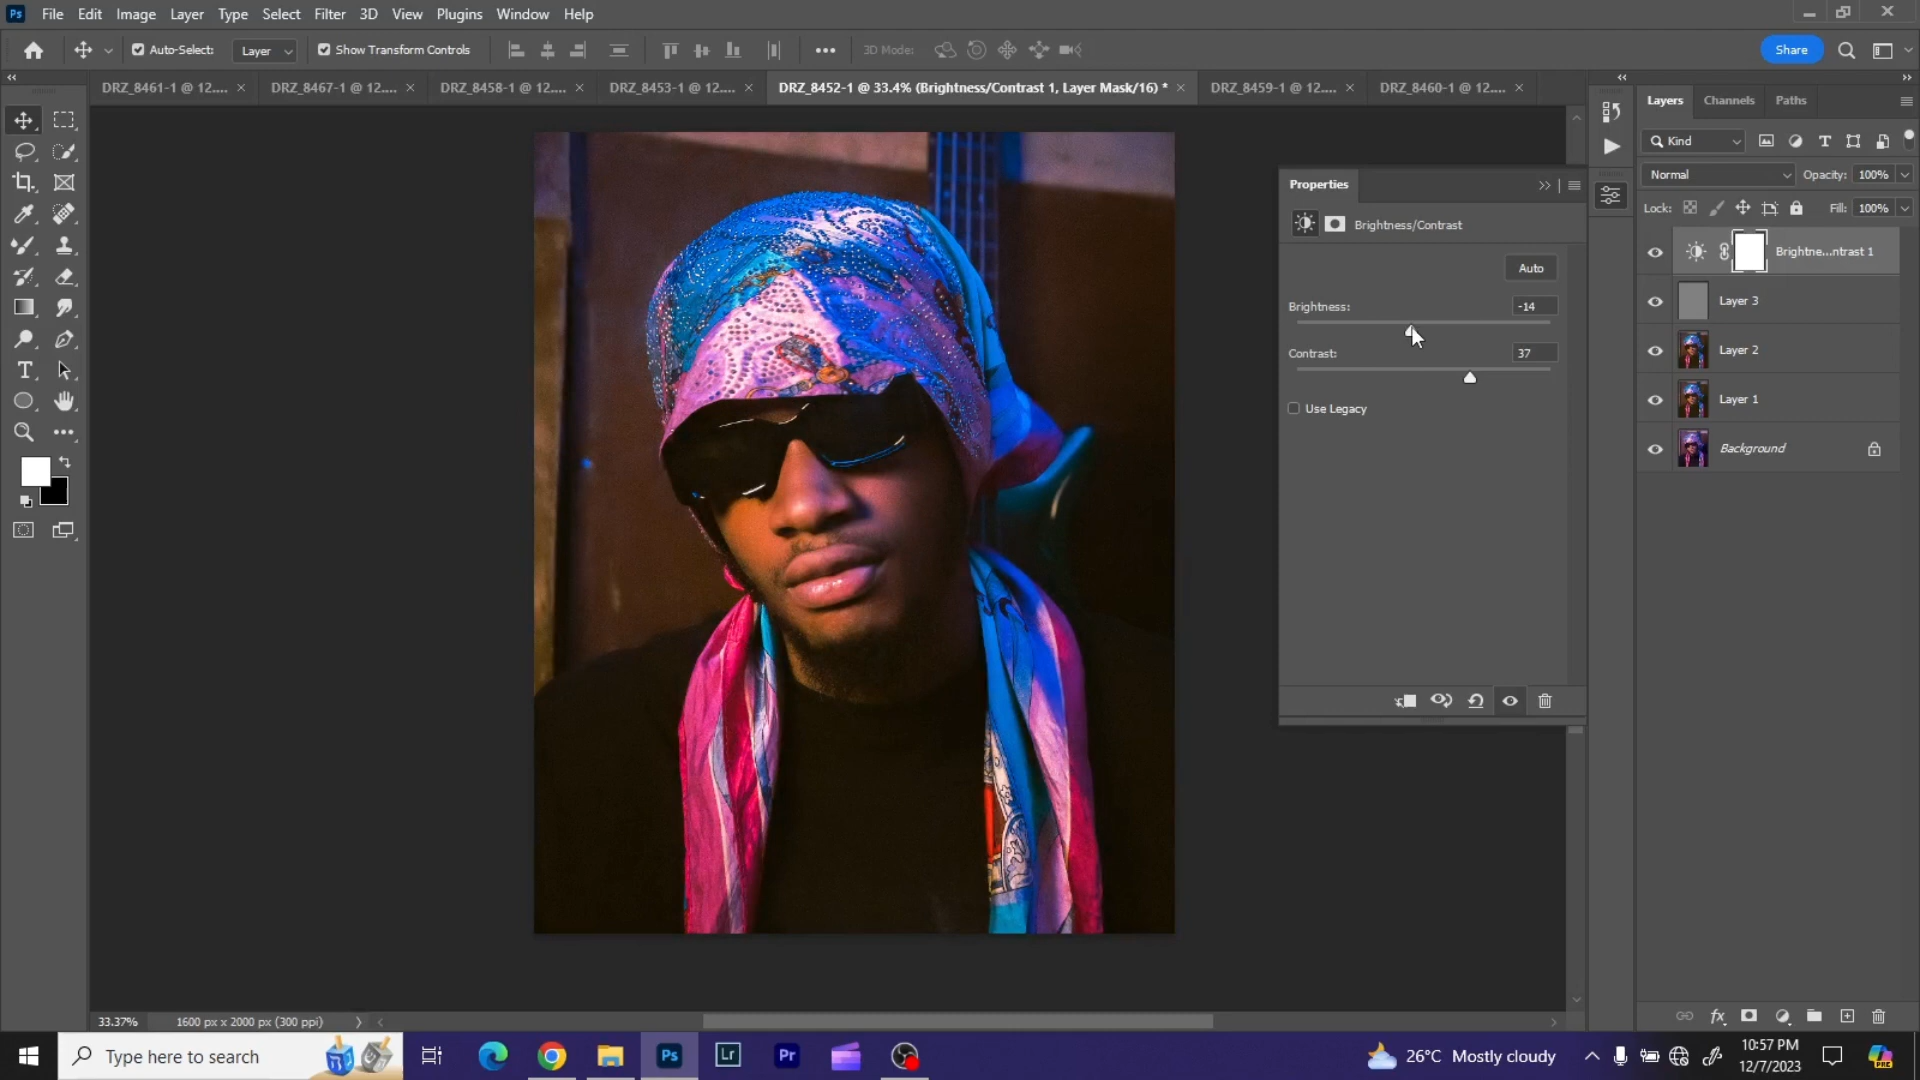 Ps File Edit Image Layer Type Select Filter 3D View Plugins Window Help
Auto-Select: Layer Show Transform Controls 3D Mode: Share
DRZ_8461-1 @ 12.... DRZ_8467-1 @ 12.... DRZ_8458-1 @ 12.... DRZ_8453-1 @ 12.... DRZ_8452-1 @ 33.4% (Brightness/Contrast 1, Layer Mask/16) * DRZ_8459-1 @ 12.... DRZ_8460-1 @ 12....
Layers Channels Paths
Kind
Normal Opacity: 100%
Lock: Fill: 100%
Brightne...ntrast 1
Layer 3
Layer 2
Layer 1
Background
Properties
Brightness/Contrast
Auto
Brightness: -14
Contrast: 37
Use Legacy
33.37% 1600 px x 2000 px (300 ppi)
Type here to search Ps Lr Pr 26°C Mostly cloudy
10:57 PM
12/7/2023
PRE